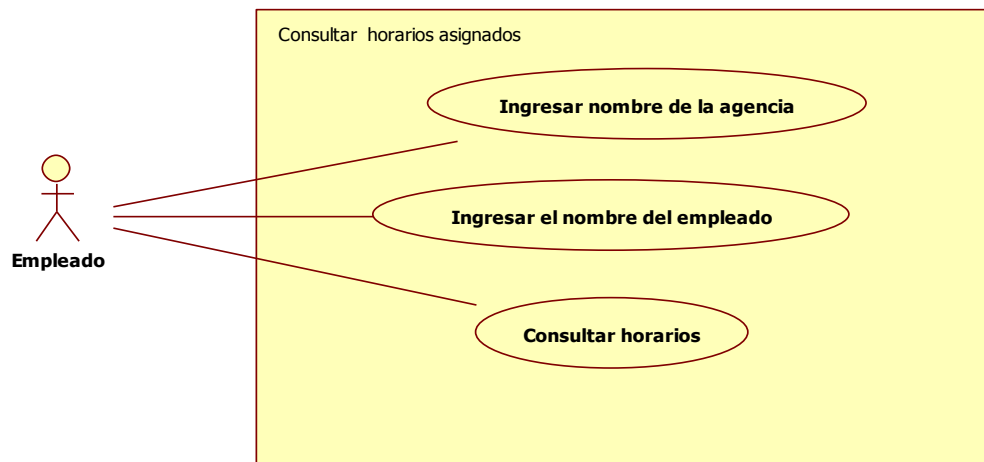 Consultar horarios asignados
Ingresar nombre de la agencia
Ingresar el nombre del empleado
Empleado
Consultar horarios